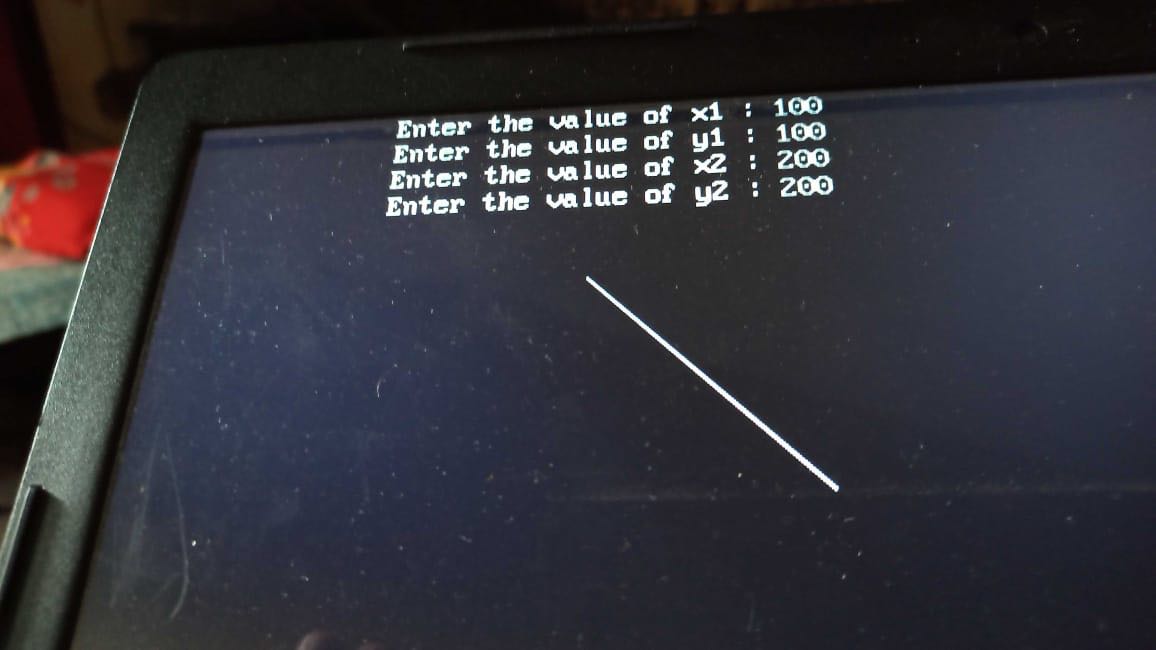 Enter the value of x1 : 100
Enter the value of y1 : 100
Enter the value of x2 : 200
Enter the value of y2 : 200